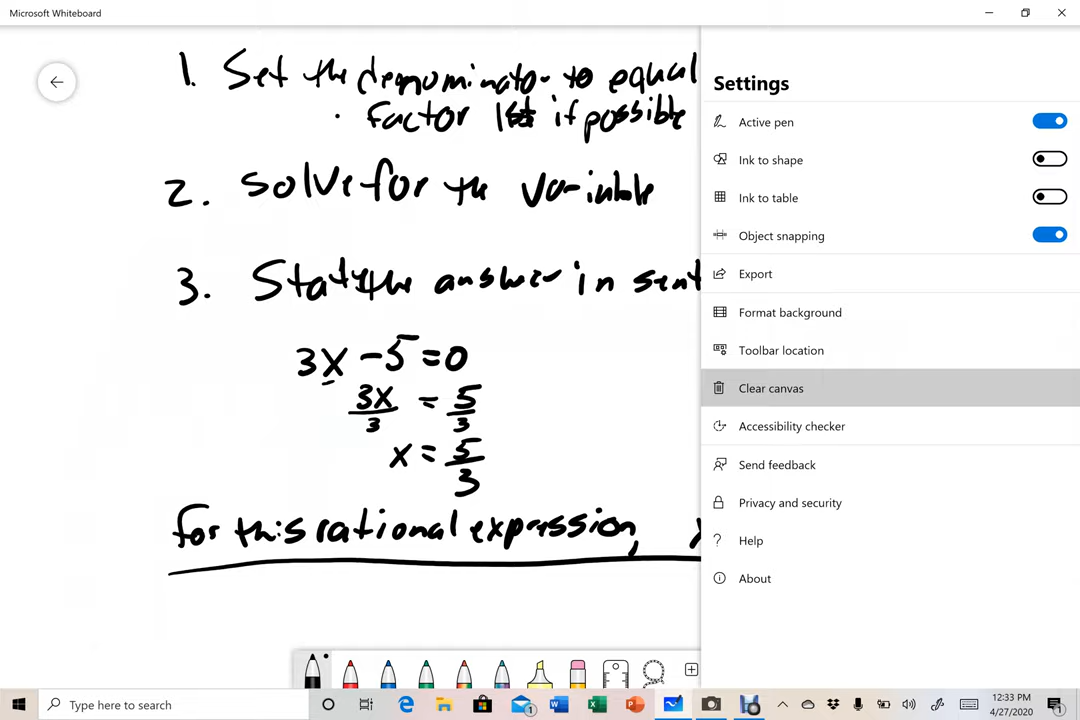 Microsoft Whiteboard
1. Set the denominator to equal
. factor 1st if possible
2. Solve for the variable
3. State the answer in sent
3x - 5 = 0
3x/3 = 5/3
x = 5/3
for this rational expression, x
Settings
Active pen
Ink to shape
Ink to table
Object snapping
Export
Format background
Toolbar location
Clear canvas
Accessibility checker
Send feedback
Privacy and security
? Help
About
Type here to search
12:33 PM
4/27/2020